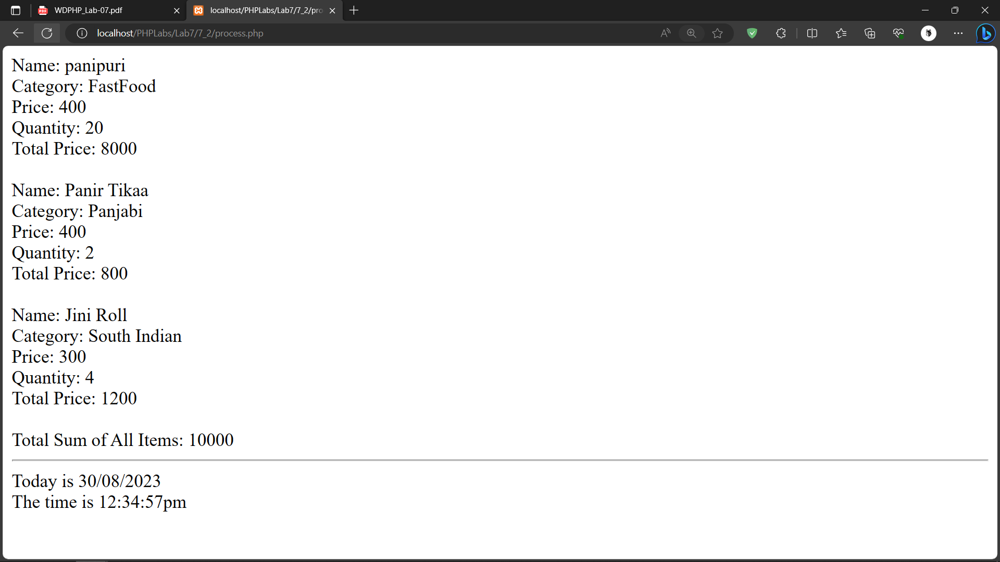 WDPHP_Lab-07.pdf
localhost/PHPLabs/Lab7/7_2/pro
localhost/PHPLabs/Lab7/7_2/process.php
Name: panipuri
Category: FastFood
Price: 400
Quantity: 20
Total Price: 8000
Name: Panir Tikaa
Category: Panjabi
Price: 400
Quantity: 2
Total Price: 800
Name: Jini Roll
Category: South Indian
Price: 300
Quantity: 4
Total Price: 1200
Total Sum of All Items: 10000
Today is 30/08/2023
The time is 12:34:57pm